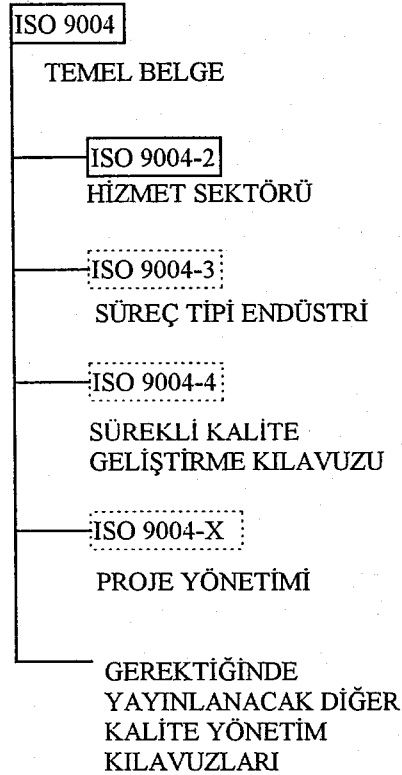 ISO 9004
TEMEL BELGE
ISO 9004-2
HİZMET SEKTÖRÜ
ISO 9004-3
SÜREÇ TİPİ ENDÜSTRİ
ISO 9004-4
SÜREKLİ KALİTE
GELİŞTİRME KILAVUZU
ISO 9004-X
PROJE YÖNETİMİ
GEREKTİĞİNDE
YAYINLANACAK DİĞER
KALİTE YÖNETİM
KILAVUZLARI